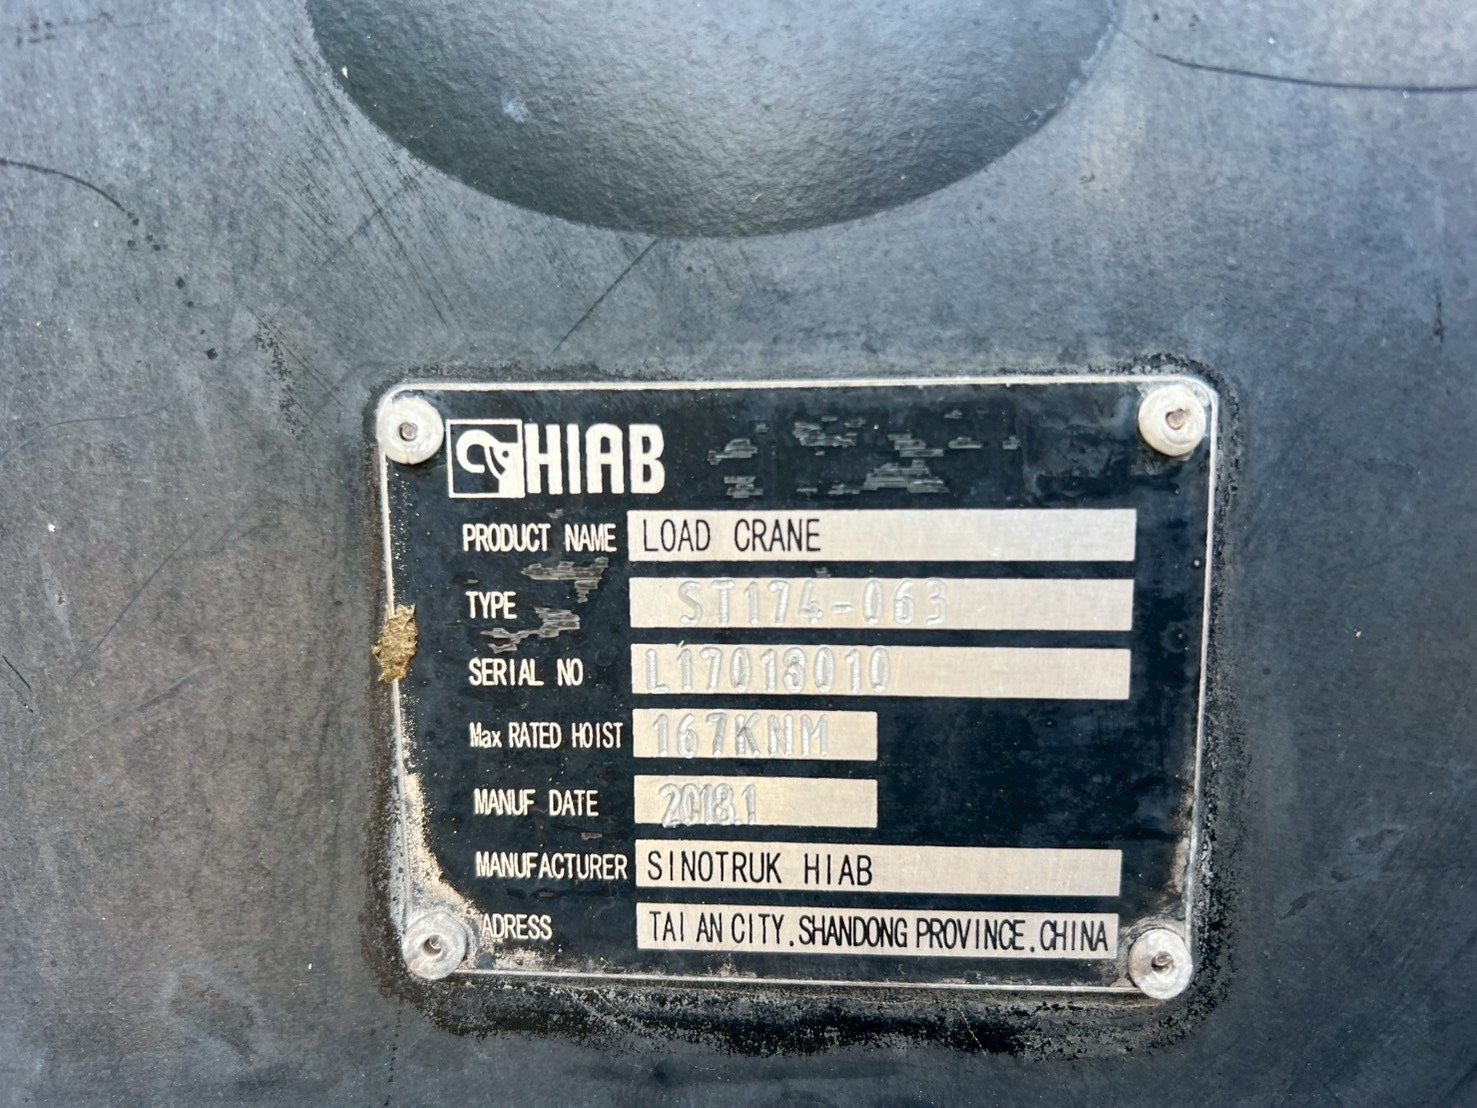 HIAB
PRODUCT NAME LOAD CRANE
TYPE ST174-063
SERIAL NO L17018010
Max RATED HOIST 167KNM
MANUF DATE 2018.1
MANUFACTURER SINOTRUK HIAB
ADRESS TAI AN CITY.SHANDONG PROVINCE.CHINA